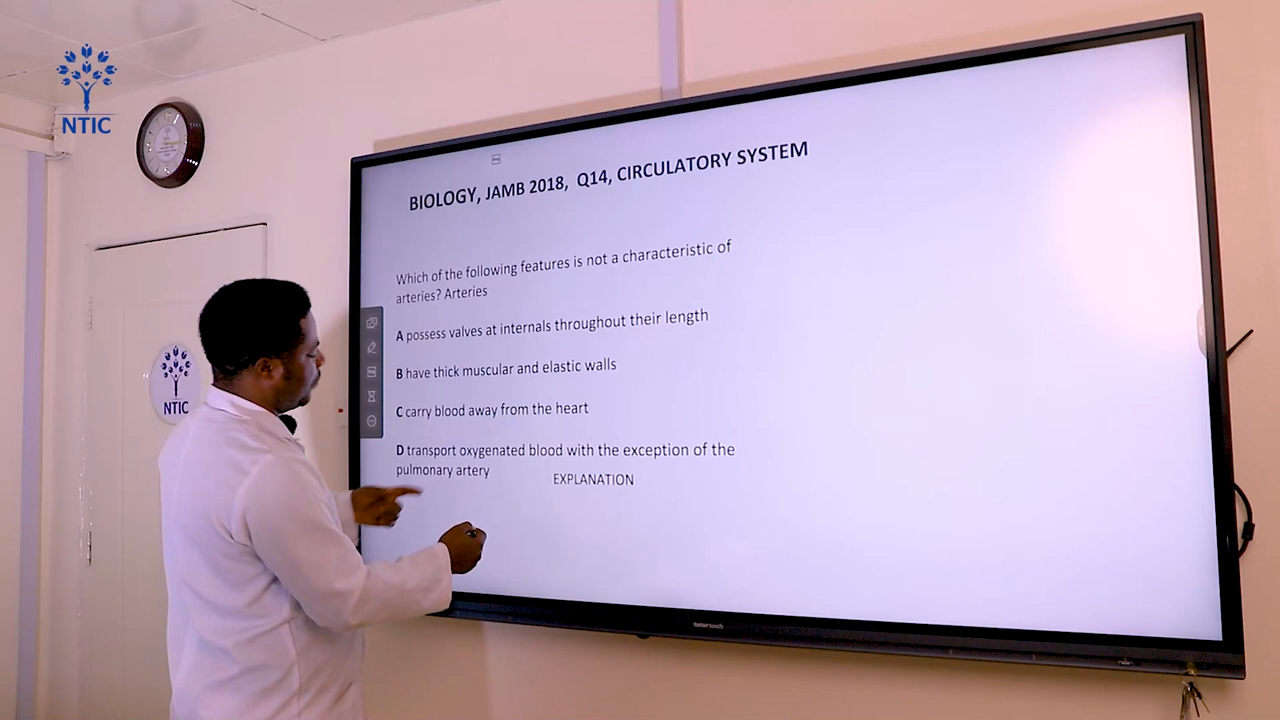 NTIC
BIOLOGY, JAMB 2018, Q14, CIRCULATORY SYSTEM
Which of the following features is not a characteristic of
arteries? Arteries
A possess valves at internals throughout their length
B have thick muscular and elastic walls
C carry blood away from the heart
D transport oxygenated blood with the exception of the
pulmonary artery
EXPLANATION
NTIC